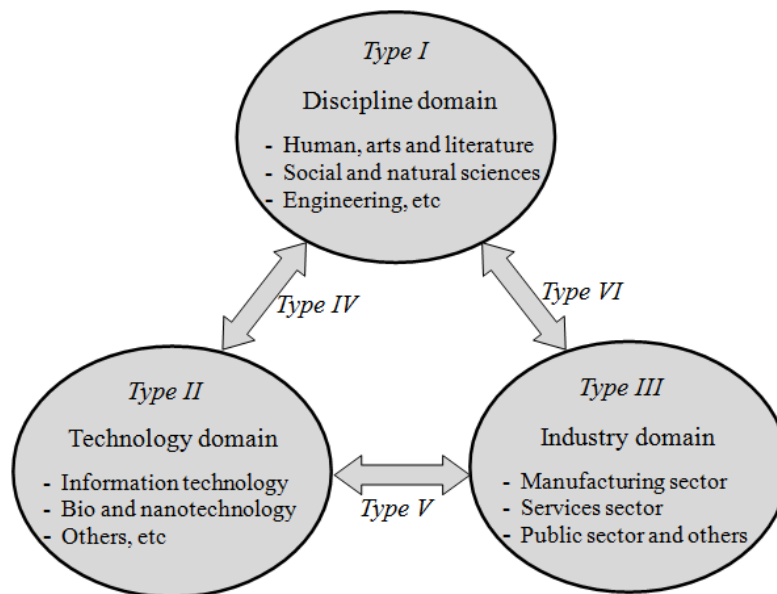 Type I
Discipline domain
- Human, arts and literature
- Social and natural sciences
- Engineering, etc
Type IV
Type VI
Type II
Technology domain
- Information technology
- Bio and nanotechnology
- Others, etc
Type V
Type III
Industry domain
- Manufacturing sector
- Services sector
- Public sector and others